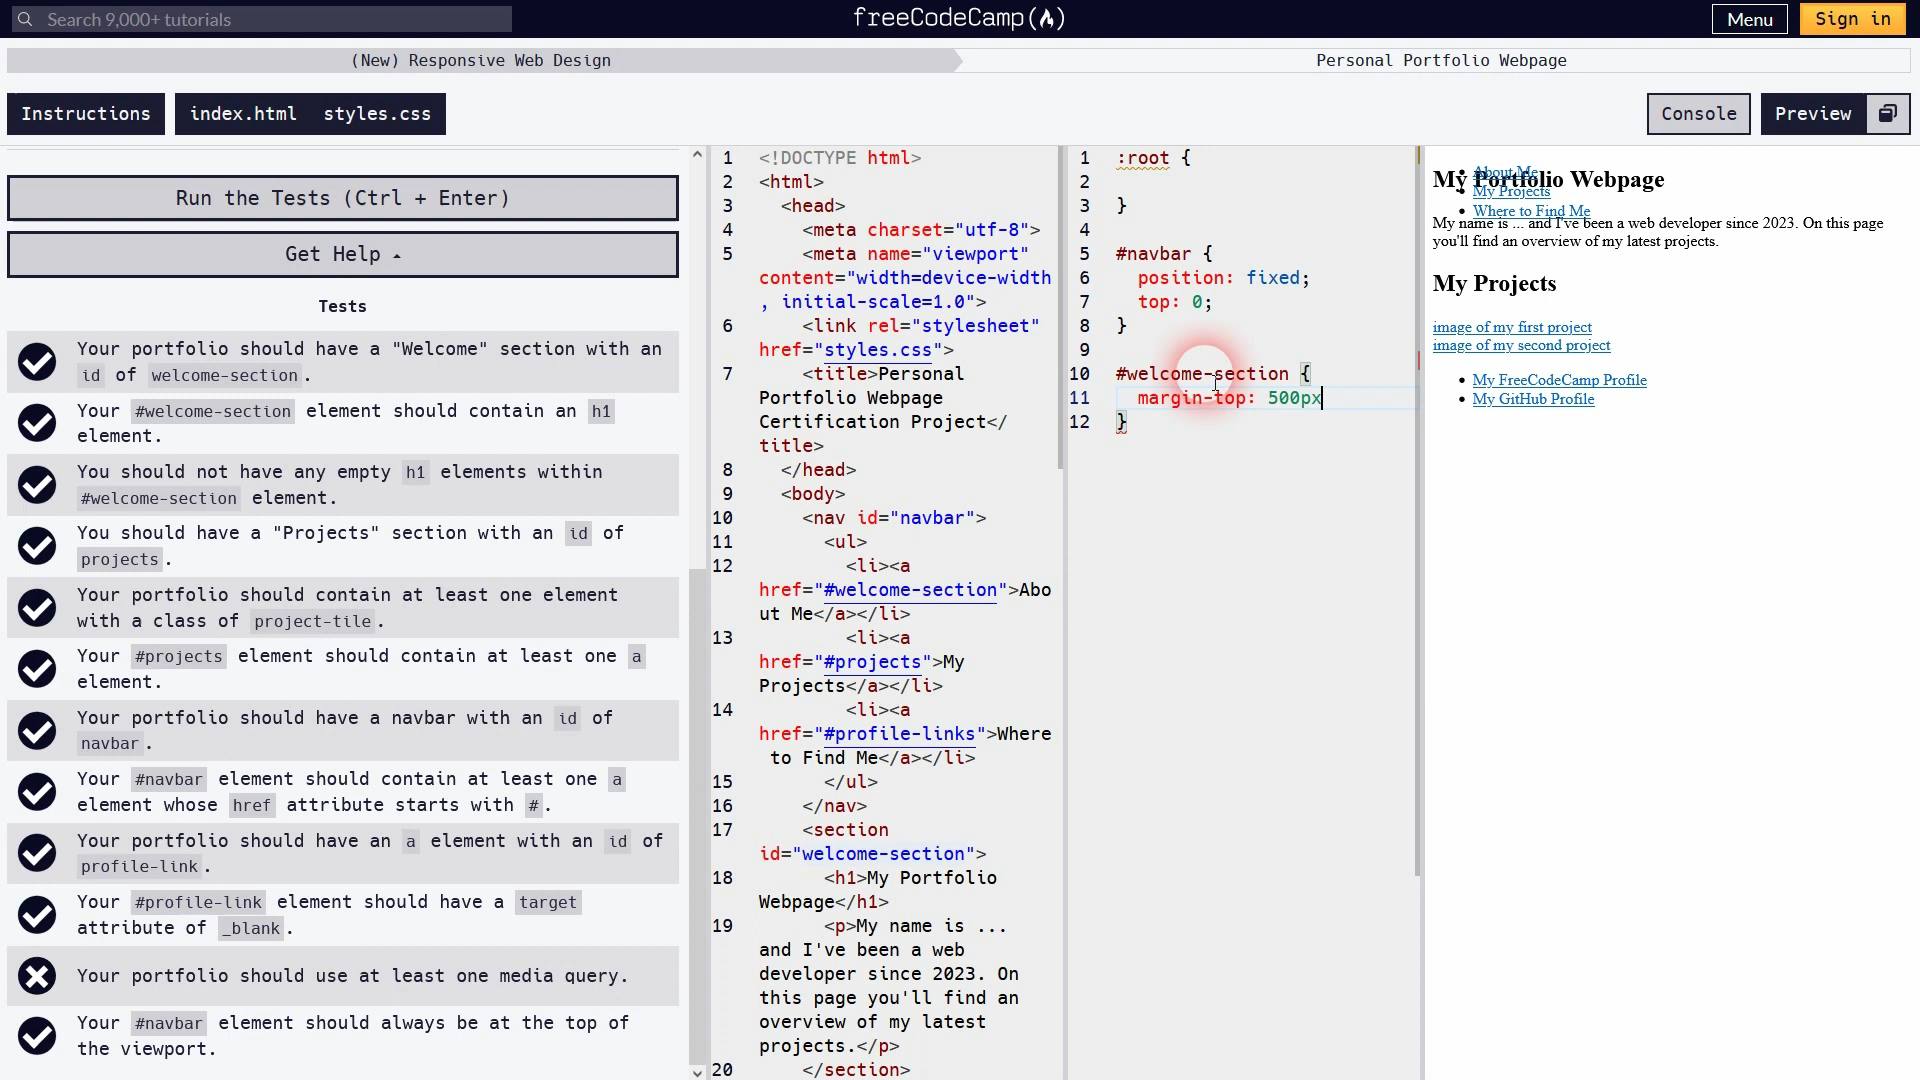 Search 9,000+ tutorials
freeCodeCamp
Menu
Sign in
(New) Responsive Web Design
Personal Portfolio Webpage
Instructions
index.html
styles.css
Console
Preview
Run the Tests (Ctrl + Enter)
Get Help
Tests
Your portfolio should have a "Welcome" section with an
id of welcome-section.
Your #welcome-section element should contain an h1
element.
You should not have any empty h1 elements within
#welcome-section element.
You should have a "Projects" section with an id of
projects.
Your portfolio should contain at least one element
with a class of project-tile.
Your #projects element should contain at least one a
element.
Your portfolio should have a navbar with an id of
navbar.
Your #navbar element should contain at least one a
element whose href attribute starts with #.
Your portfolio should have an a element with an id of
profile-link.
Your #profile-link element should have a target
attribute of _blank.
Your portfolio should use at least one media query.
Your #navbar element should always be at the top of
the viewport.
1 <!DOCTYPE html>
2 <html>
3 <head>
4 <meta charset="utf-8">
5 <meta name="viewport"
content="width=device-width
, initial-scale=1.0">
6 <link rel="stylesheet"
href="styles.css">
7 <title>Personal
Portfolio Webpage
Certification Project</
title>
8 </head>
9 <body>
10 <nav id="navbar">
11 <ul>
12 <li><a
href="#welcome-section">Abo
ut Me</a></li>
13 <li><a
href="#projects">My
Projects</a></li>
14 <li><a
href="#profile-links">Where
to Find Me</a></li>
15 </ul>
16 </nav>
17 <section
id="welcome-section">
18 <h1>My Portfolio
Webpage</h1>
19 <p>My name is ...
and I've been a web
developer since 2023. On
this page you'll find an
overview of my latest
projects.</p>
20 </section>
1 :root {
2
3 }
4
5 #navbar {
6 position: fixed;
7 top: 0;
8 }
9
10 #welcome-section {
11 margin-top: 500px
12 }
About Me
My Portfolio Webpage
My Projects
Where to Find Me
My name is ... and I've been a web developer since 2023. On this page
you'll find an overview of my latest projects.
My Projects
image of my first project
image of my second project
My FreeCodeCamp Profile
My GitHub Profile